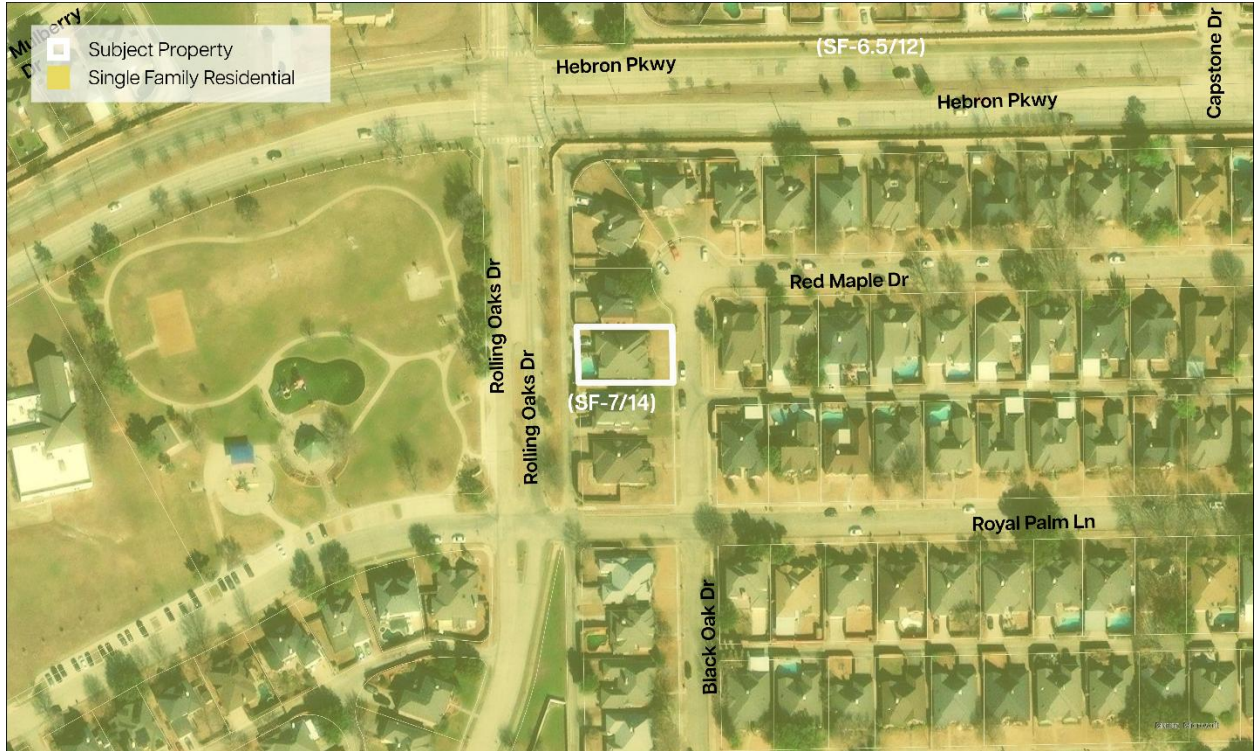 Mulberry
Dr
Subject Property
Single Family Residential
(SF-6.5/12)
Hebron Pkwy
Hebron Pkwy
Capstone Dr
Rolling Oaks Dr
Rolling Oaks Dr
Red Maple Dr
(SF-7/14)
Royal Palm Ln
Black Oak Dr